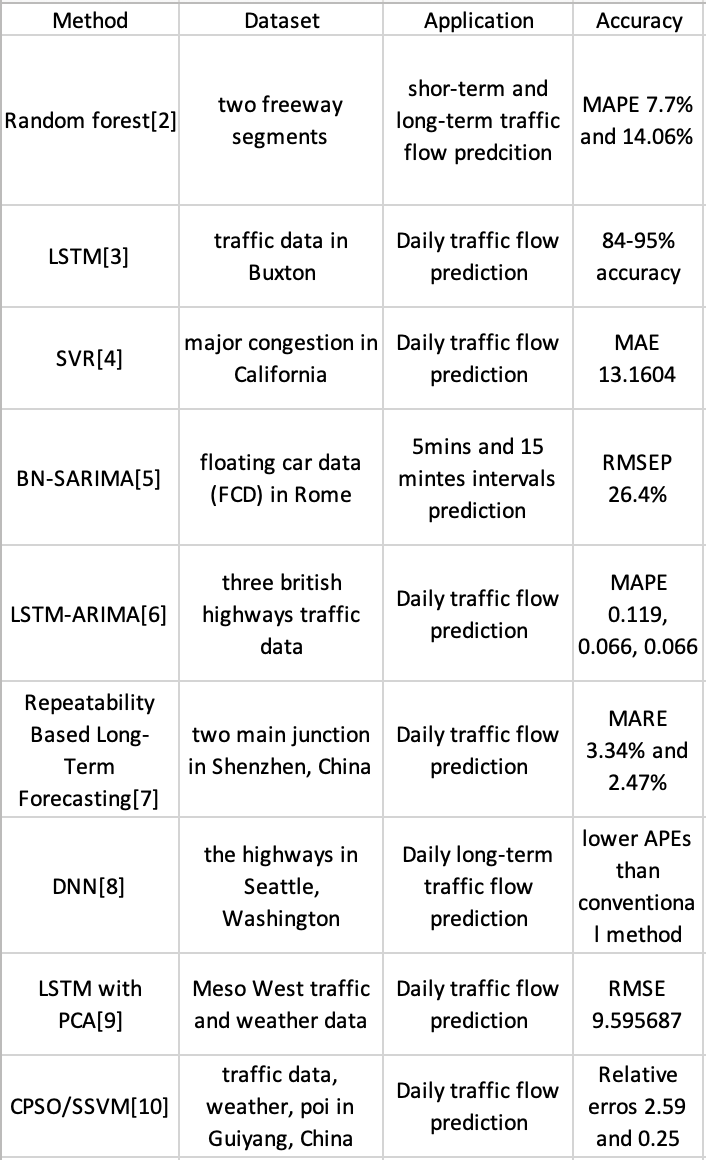 Method Dataset Application Accuracy
Random forest[2]
two freeway
segments
shor-term and
long-term traffic
flow predcition
MAPE 7.7%
and 14.06%
LSTM[3]
traffic data in
Buxton
Daily traffic flow
prediction
84-95%
accuracy
SVR[4]
major congestion in
California
Daily traffic flow
prediction
MAE
13.1604
BN-SARIMA[5]
floating car data
(FCD) in Rome
5mins and 15
mintes intervals
prediction
RMSEP
26.4%
LSTM-ARIMA[6]
three british
highways traffic
data
Daily traffic flow
prediction
MAPE
0.119,
0.066, 0.066
Repeatability
Based Long-
Term
Forecasting[7]
two main junction
in Shenzhen, China
Daily traffic flow
prediction
MARE
3.34% and
2.47%
DNN[8]
the highways in
Seattle,
Washington
Daily long-term
traffic flow
prediction
lower APEs
than
conventiona
l method
LSTM with
PCA[9]
Meso West traffic
and weather data
Daily traffic flow
prediction
RMSE
9.595687
CPSO/SSVM[10]
traffic data,
weather, poi in
Guiyang, China
Daily traffic flow
prediction
Relative
erros 2.59
and 0.25